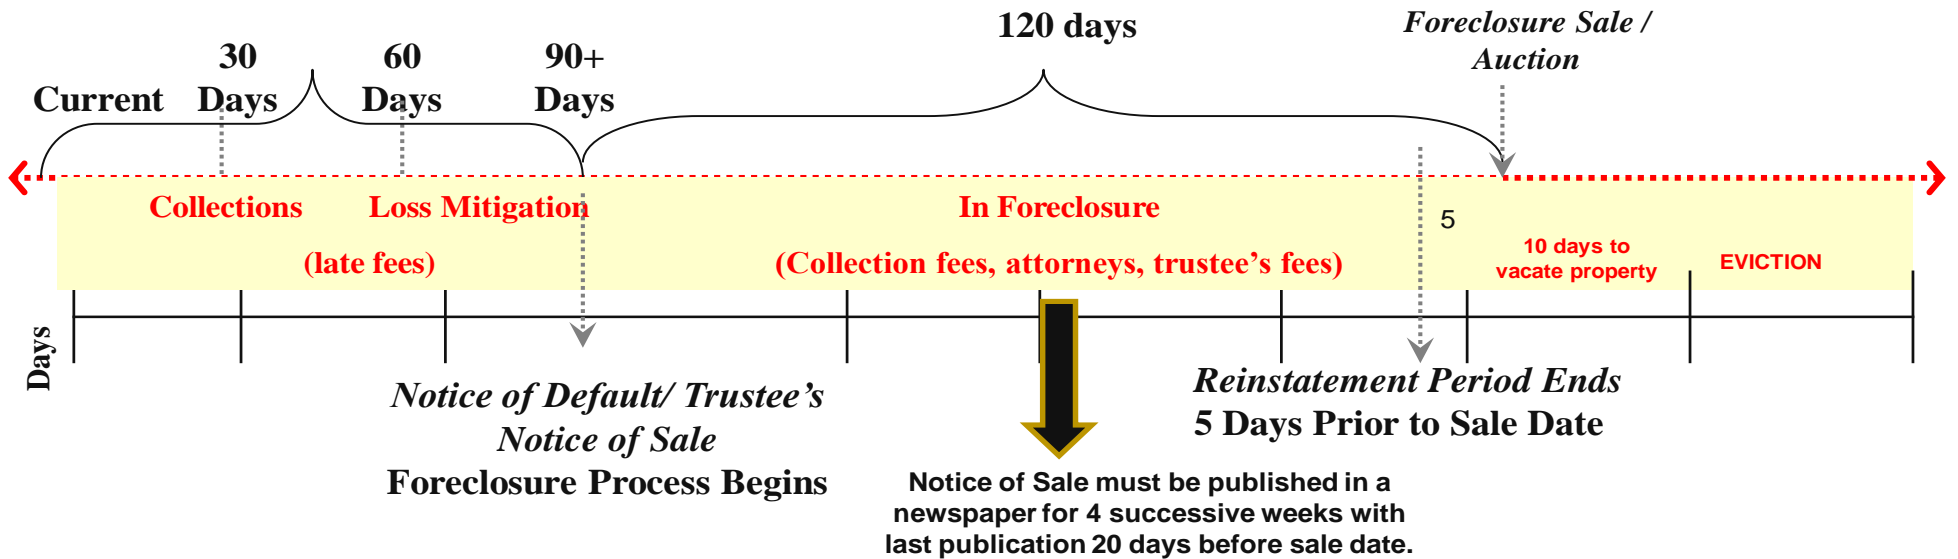 120 days
Foreclosure Sale /
Auction
30
Days
60
Days
90+
Days
Current
Collections
Loss Mitigation
(late fees)
In Foreclosure
(Collection fees, attorneys, trustee’s fees)
5
10 days to
vacate property
EVICTION
Days
Notice of Default/ Trustee’s
Notice of Sale
Foreclosure Process Begins
Reinstatement Period Ends
5 Days Prior to Sale Date
Notice of Sale must be published in a
newspaper for 4 successive weeks with
last publication 20 days before sale date.